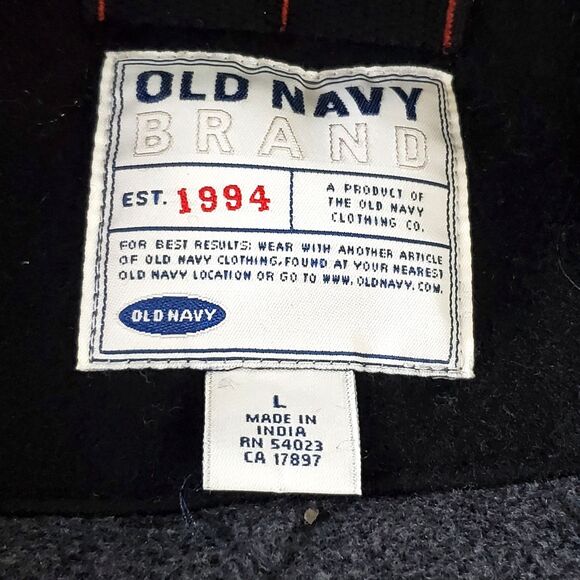 OLD NAVY
BRAND
EST. 1994
A PRODUCT OF
THE OLD NAVY
CLOTHING CO.
FOR BEST RESULTS: WEAR WITH ANOTHER ARTICLE
OF OLD NAVY CLOTHING, FOUND AT YOUR NEAREST
OLD NAVY LOCATION OR GO TO WWW.OLDNAVY.COM.
OLD NAVY
L
MADE IN
INDIA
RN 54023
CA 17897